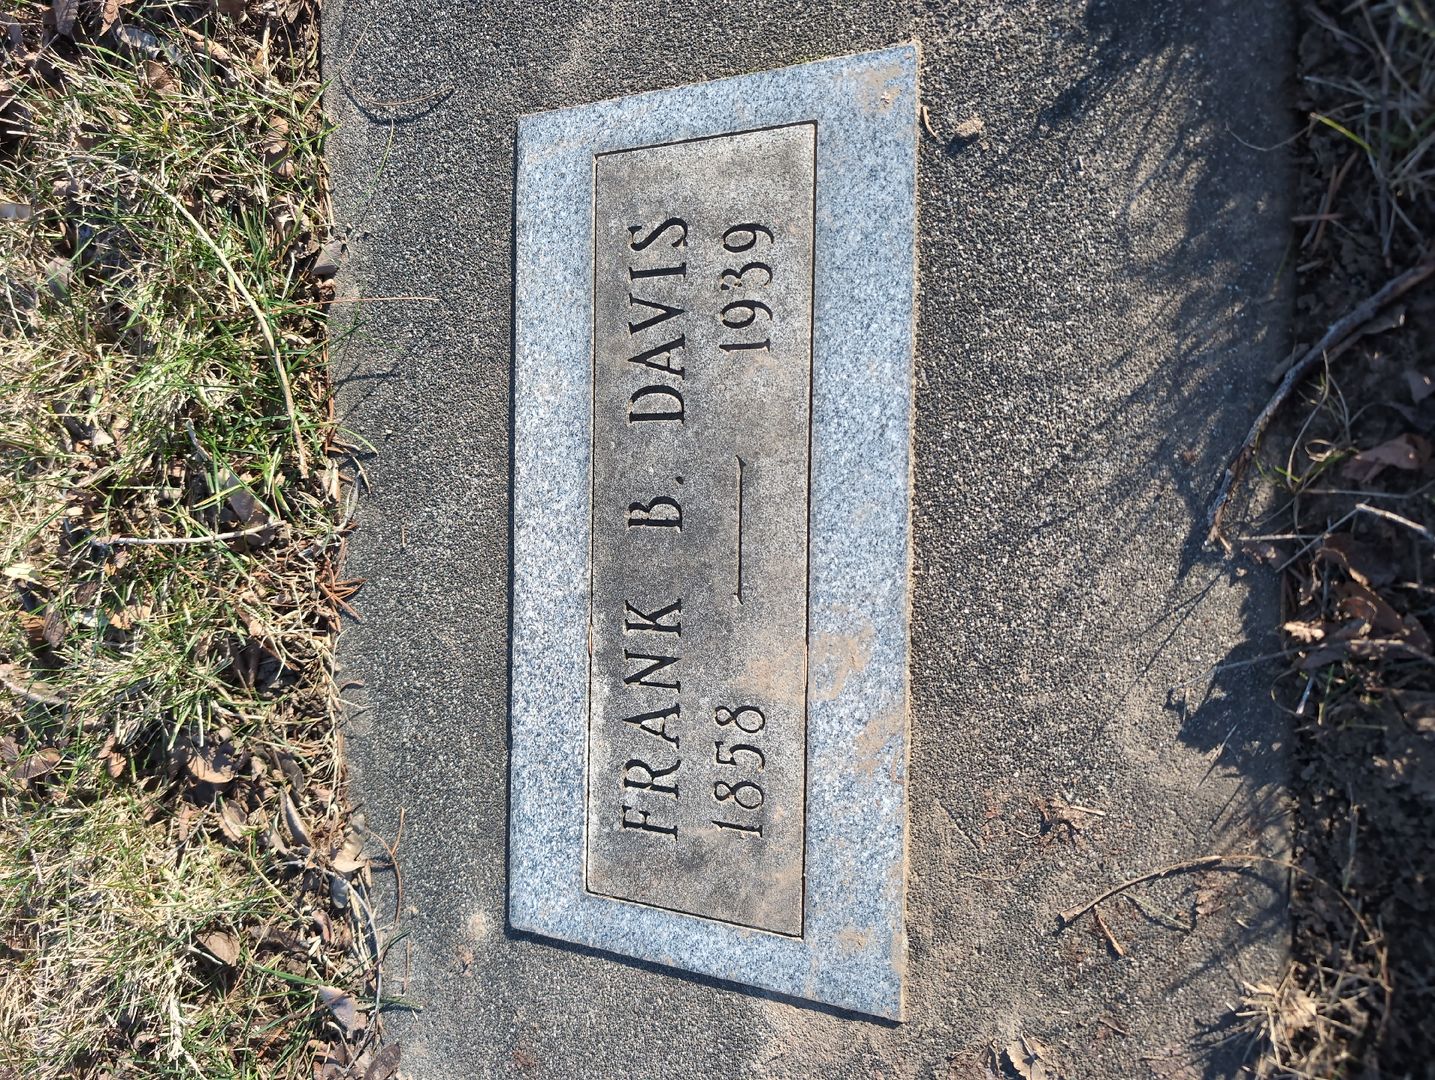 FRANK B. DAVIS
1858 — 1939